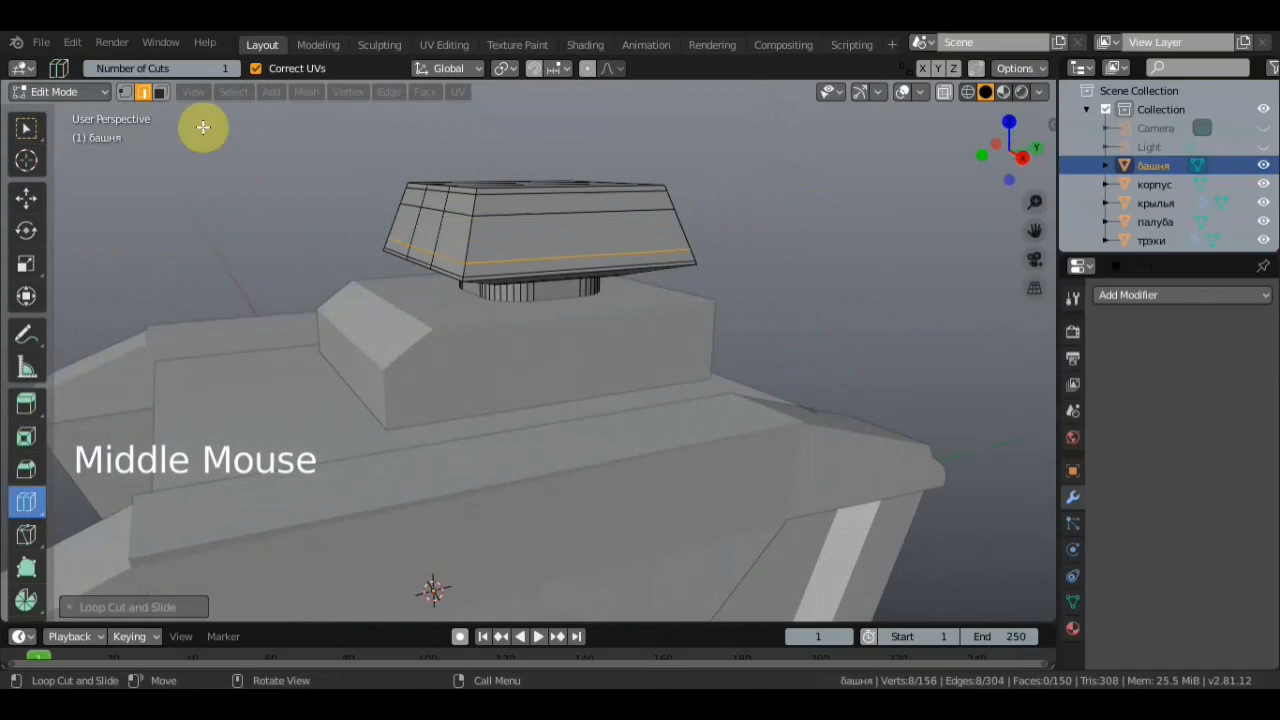 File Edit Render Window Help Layout Modeling Sculpting UV Editing Texture Paint Shading Animation Rendering Compositing Scripting + Scene View Layer
Number of Cuts 1 Correct UVs Global X Y Z Options
Edit Mode View Select Add Mesh Vertex Edge Face UV
Scene Collection
Collection
Camera
Light
башня
корпус
крылья
палуба
трэки
User Perspective
(1) башня
X
Y
Z
Add Modifier
Middle Mouse
Loop Cut and Slide
Playback Keying View Marker 1 Start 1 End 250
1
Loop Cut and Slide Move Rotate View Call Menu башня | Verts:8/156 | Edges:8/304 | Faces:0/150 | Tris:308 | Mem: 25.5 MiB | v2.81.12